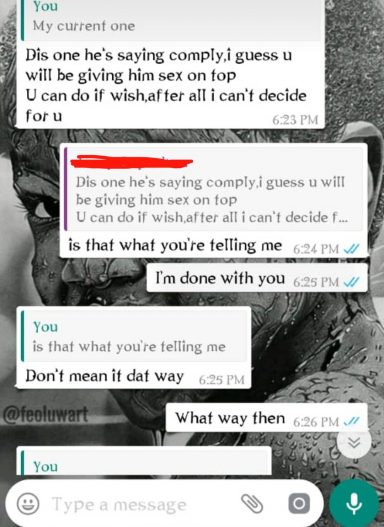 You
My current one
Dis one he's saying comply,i guess u
will be giving him sex on top
U can do if wish,after all i can't decide
for u
6:23 PM
Dis one he's saying comply,i guess u will
be giving him sex on top
U can do if wish,after all i can't decide f...
is that what you're telling me 6:24 PM
I'm done with you 6:25 PM
You
is that what you're telling me
Don't mean it dat way 6:25 PM
@feoluwart
What way then 6:26 PM
You
Type a message